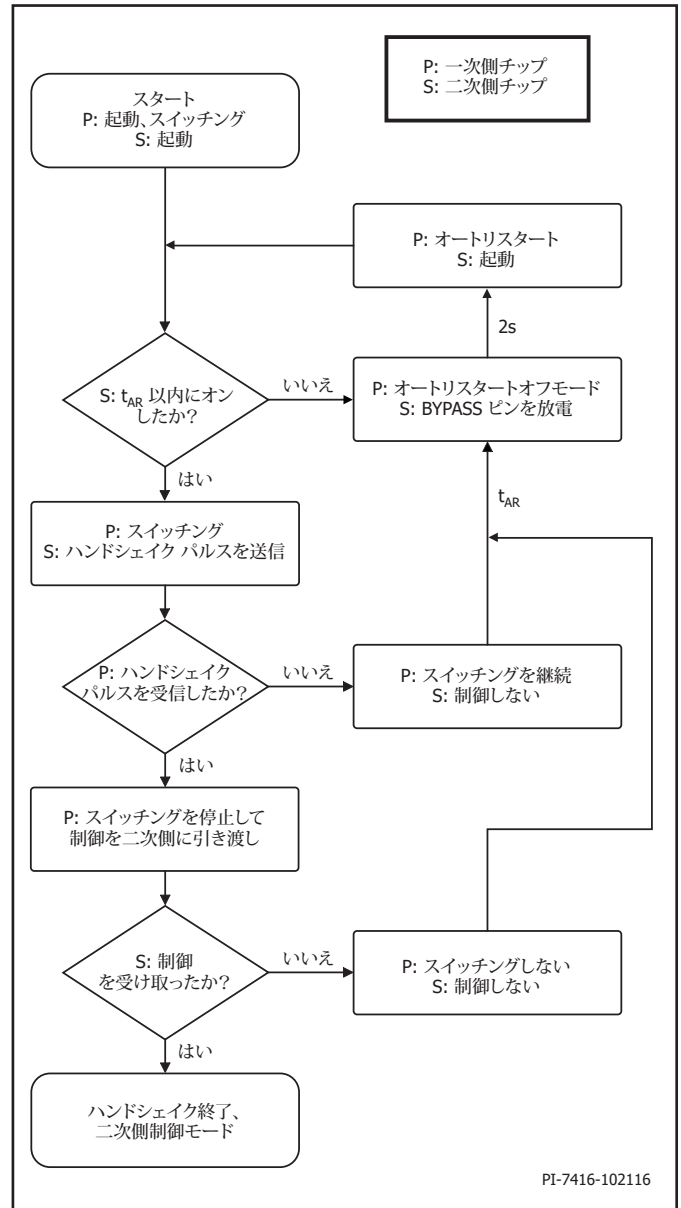 P: 一次側チップ
S: 二次側チップ
スタート
P: 起動、スイッチング
S: 起動
P: オートリスタート
S: 起動
2s
S: tAR 以内にオン
したか?
いいえ
P: オートリスタートオフモード
S: BYPASS ピンを放電
はい
tAR
P: スイッチング
S: ハンドシェイク パルスを送信
P: ハンドシェイク
パルスを受信したか?
いいえ
P: スイッチングを継続
S: 制御しない
はい
P: スイッチングを停止して
制御を二次側に引き渡し
S: 制御
を受け取ったか?
いいえ
P: スイッチングしない
S: 制御しない
はい
ハンドシェイク終了、
二次側制御モード
PI-7416-102116